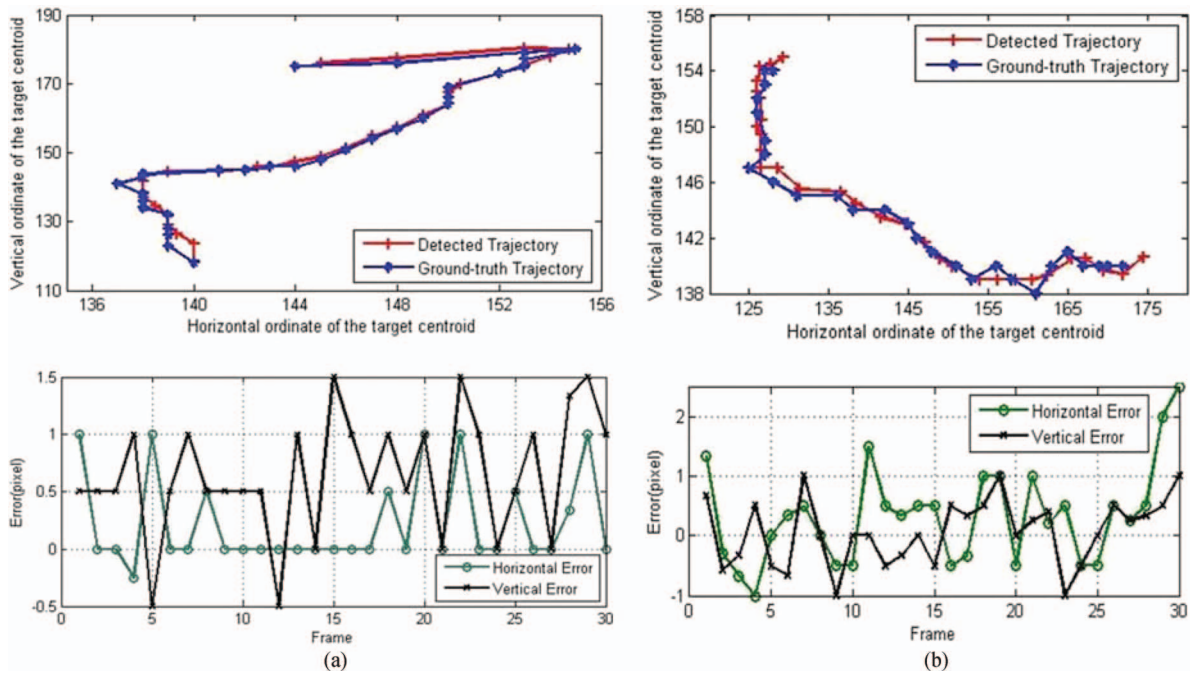 190
170
150
130
110
136
140
144
148
152
156
Vertical ordinate of the target centroid
Horizontal ordinate of the target centroid
Detected Trajectory
Ground-truth Trajectory
158
154
150
146
142
138
125
135
145
155
165
175
Vertical ordinate of the target centroid
Horizontal ordinate of the target centroid
Detected Trajectory
Ground-truth Trajectory
1.5
1
0.5
0
-0.5
0
5
10
15
20
25
30
Error(pixel)
Frame
Horizontal Error
Vertical Error
(a)
2
1
0
-1
0
5
10
15
20
25
30
Error(pixel)
Frame
Horizontal Error
Vertical Error
(b)